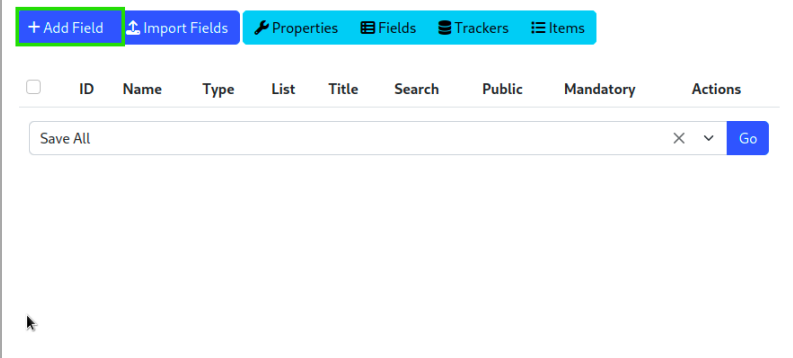 Add Field Import Fields Properties Fields Trackers Items
ID Name Type List Title Search Public Mandatory Actions
Save All Go